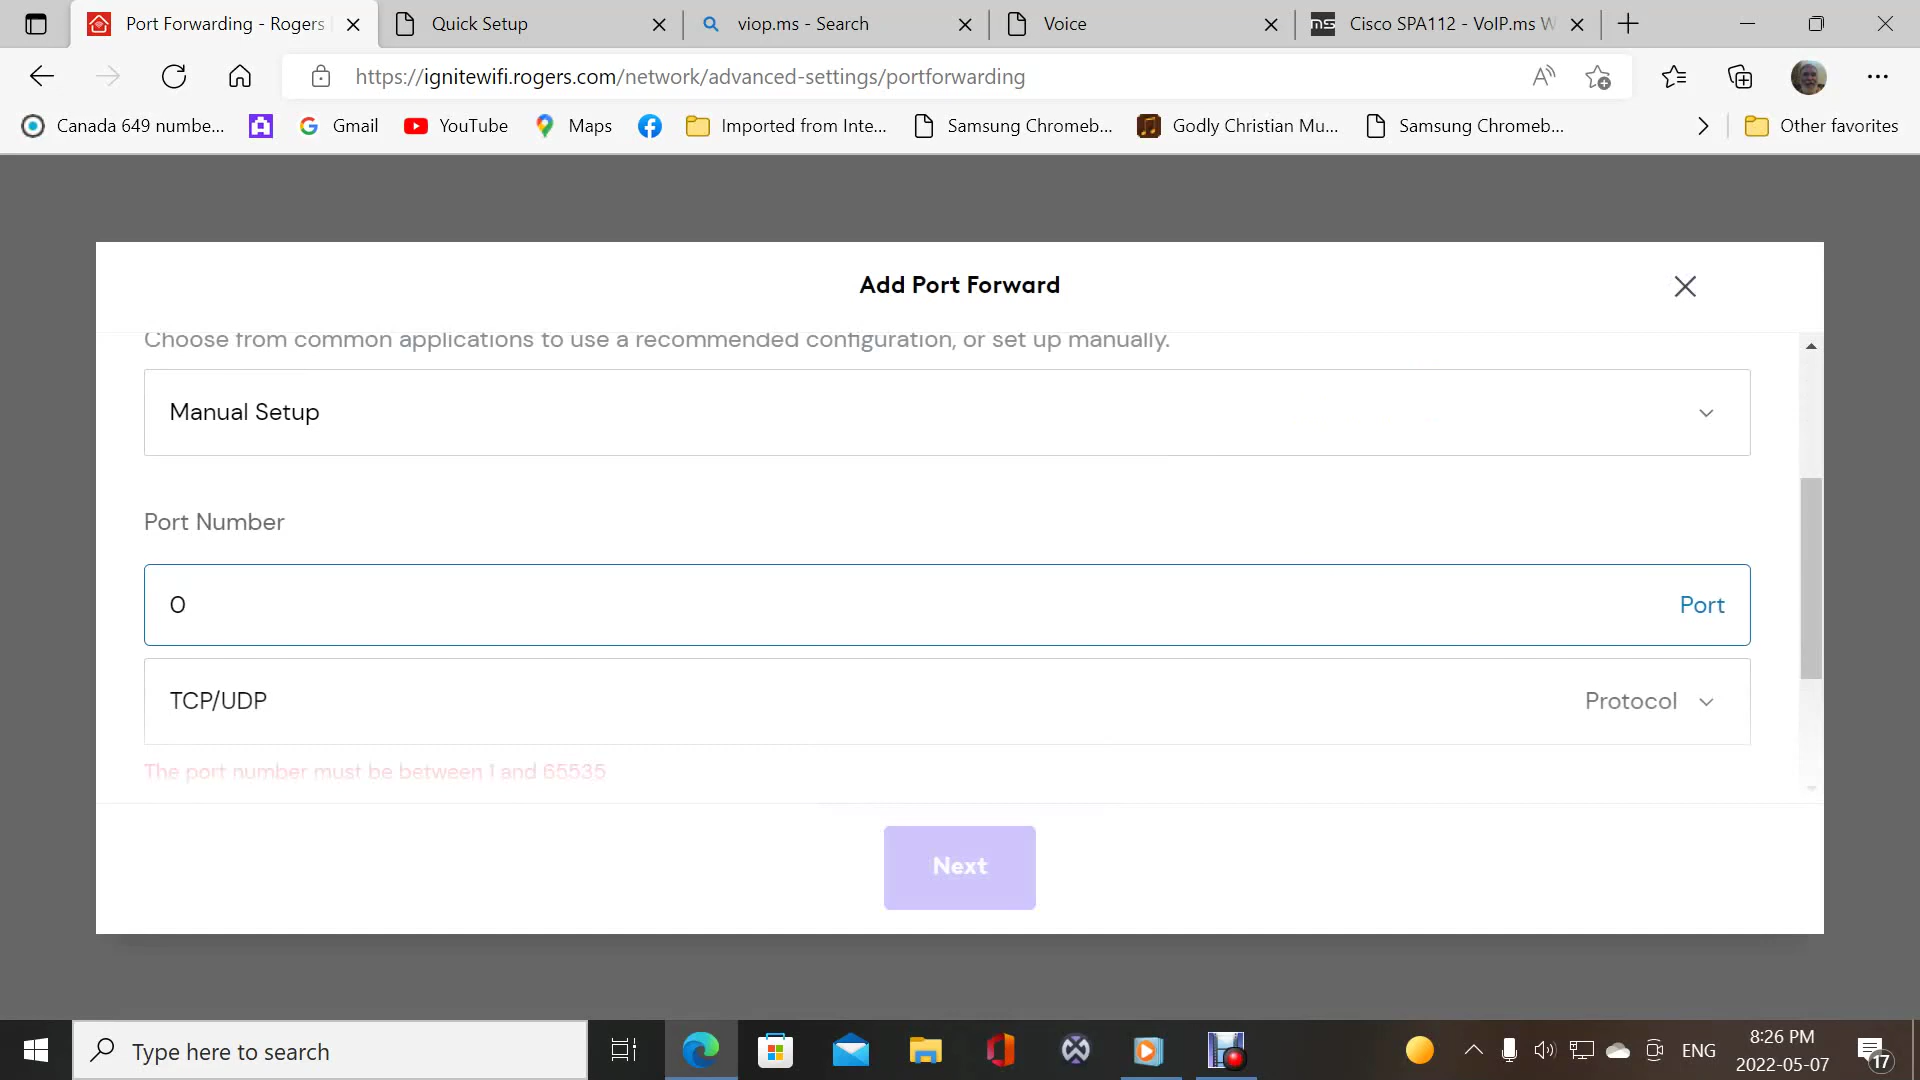 Port Forwarding - Rogers
Quick Setup
viop.ms - Search
Voice
Cisco SPA112 - VoIP.ms W
https://ignitewifi.rogers.com/network/advanced-settings/portforwarding
Canada 649 numbe...
Gmail
YouTube
Maps
Imported from Inte...
Samsung Chromeb...
Godly Christian Mu...
Samsung Chromeb...
Other favorites
Add Port Forward
Choose from common applications to use a recommended configuration, or set up manually.
Manual Setup
Port Number
0 Port
TCP/UDP Protocol
The port number must be between 1 and 65535
Next
Type here to search
ENG
8:26 PM
2022-05-07
17